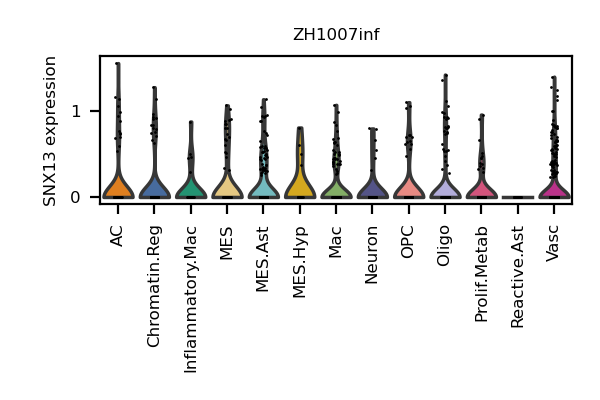 ZH1007inf
SNX13 expression
1
0
AC
Chromatin.Reg
Inflammatory.Mac
MES
MES.Ast
MES.Hyp
Mac
Neuron
OPC
Oligo
Prolif.Metab
Reactive.Ast
Vasc